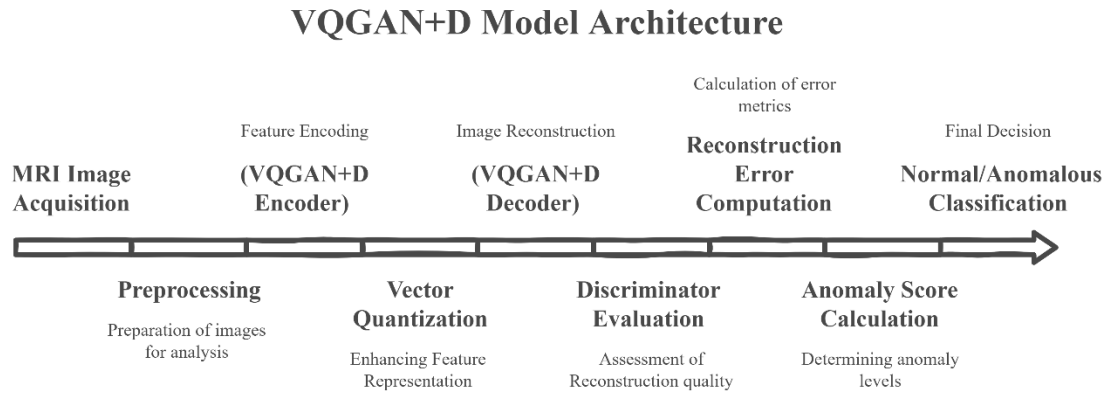 VQGAN+D Model Architecture
MRI Image
Acquisition
Preprocessing
Preparation of images
for analysis
Feature Encoding
(VQGAN+D
Encoder)
Vector
Quantization
Enhancing Feature
Representation
Image Reconstruction
(VQGAN+D
Decoder)
Discriminator
Evaluation
Assessment of
Reconstruction quality
Calculation of error
metrics
Reconstruction
Error
Computation
Anomaly Score
Calculation
Determining anomaly
levels
Final Decision
Normal/Anomalous
Classification